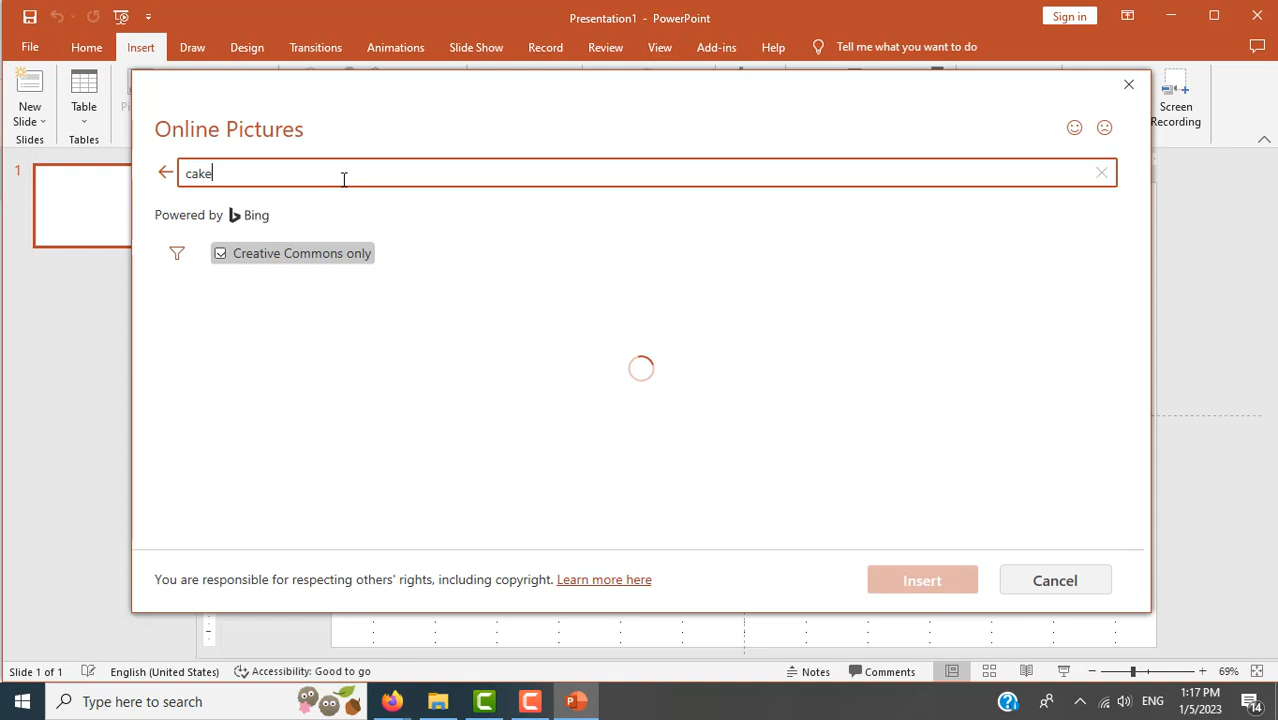 Presentation1 - PowerPoint
Sign in
File Home Insert Draw Design Transitions Animations Slide Show Record Review View Add-ins Help Tell me what you want to do
New Slide
Slides
Table
Tables
Screen Recording
Online Pictures
cake
Powered by Bing
Creative Commons only
You are responsible for respecting others' rights, including copyright. Learn more here
Insert
Cancel
1
Slide 1 of 1 English (United States) Accessibility: Good to go Notes Comments 69%
Type here to search
ENG
1:17 PM
1/5/2023
14